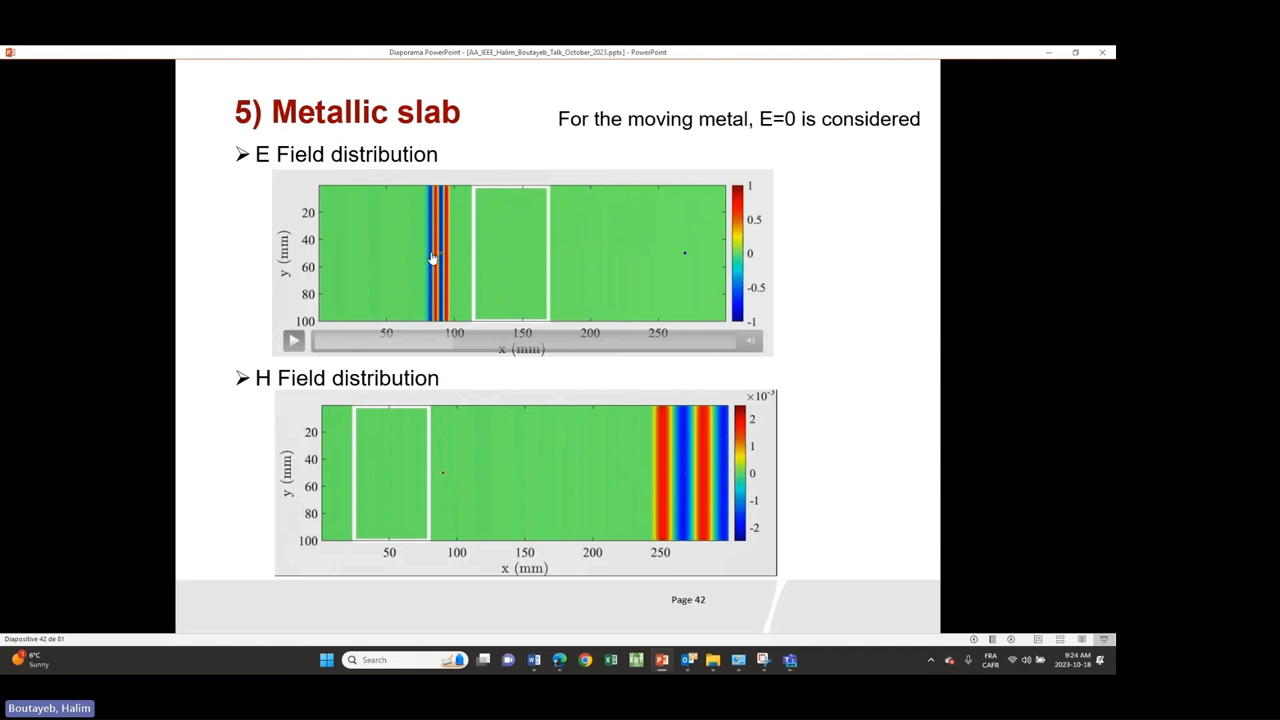 Diaporama PowerPoint - [AA_IEEE_Halim_Boutayeb_Talk_October_2023.pptx] - PowerPoint
5) Metallic slab
For the moving metal, E=0 is considered
E Field distribution
20
40
60
80
100
y (mm)
50
100
150
200
250
x (mm)
1
0.5
0
-0.5
-1
H Field distribution
×10⁻³
20
40
60
80
100
y (mm)
50
100
150
200
250
x (mm)
2
1
0
-1
-2
Page 42
Diapositive 42 de 81
6°C
Sunny
Search
FRA
CAFR
9:24 AM
2023-10-18
Boutayeb, Halim